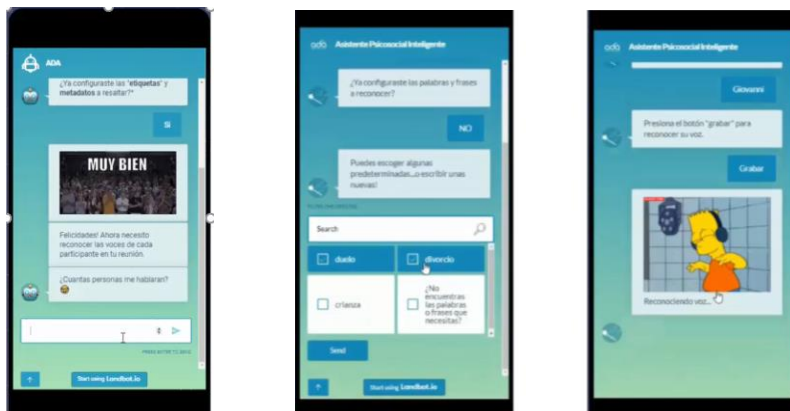 ADA
¿Ya configuraste las "etiquetas" y
metadatos a resaltar?*
Si
MUY BIEN
Felicidades! Ahora necesito
reconocer las voces de cada
participante en tu reunión
¿Cuantas personas me hablaran?
Start using Landbot.io
ada Asistente Psicosocial Inteligente
¿Ya configuraste las palabras y frases
a reconocer?
NO
Puedes escoger algunas
predeterminadas...o escribir unas
nuevas!
Search
duelo
divorcio
crianza
¿No
encuentras
las palabras
o frases que
necesitas?
Send
Start using Landbot.io
ada Asistente Psicosocial Inteligente
Giovanni
Presiona el botón "grabar" para
reconocer su voz.
Grabar
Reconociendo voz...